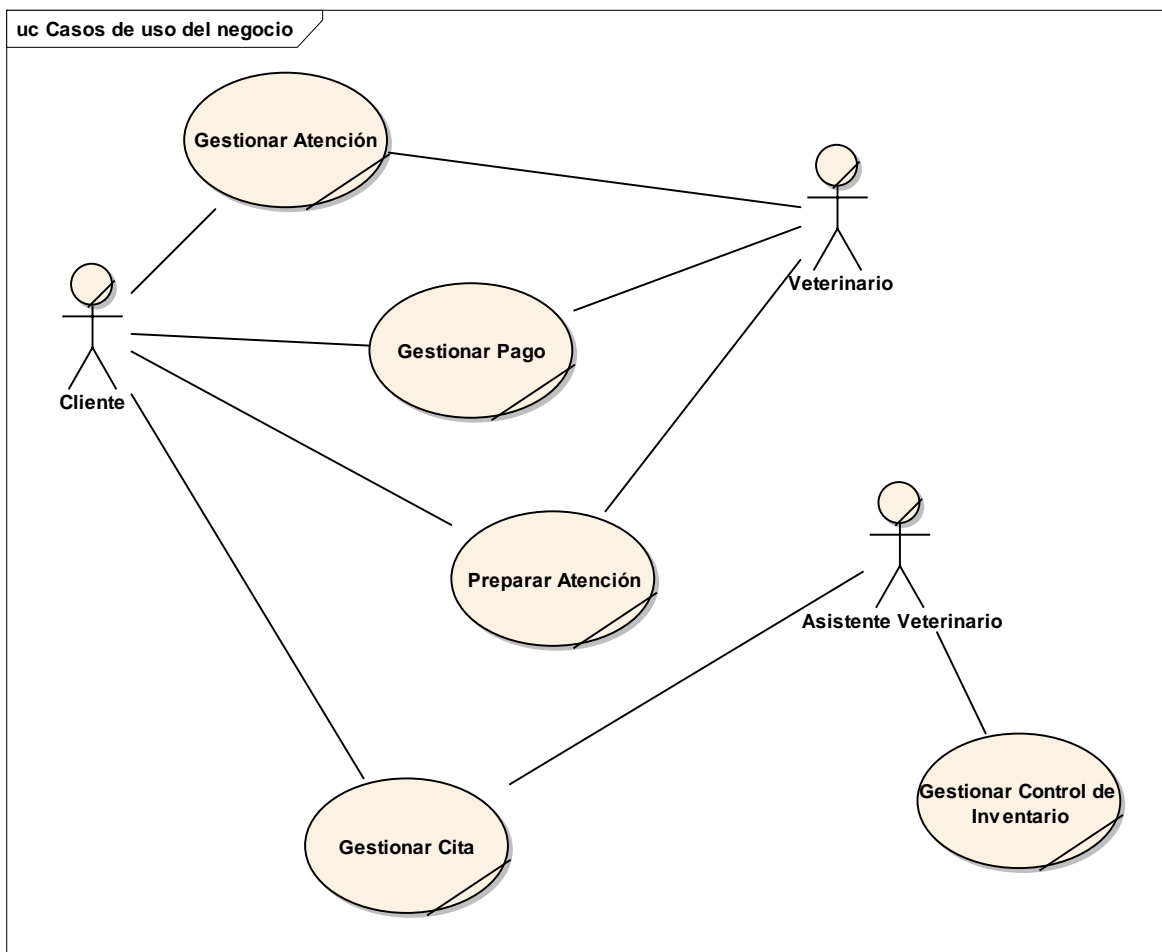 uc Casos de uso del negocio
Gestionar Atención
Veterinario
Gestionar Pago
Cliente
Preparar Atención
Asistente Veterinario
Gestionar Control de
Inventario
Gestionar Cita